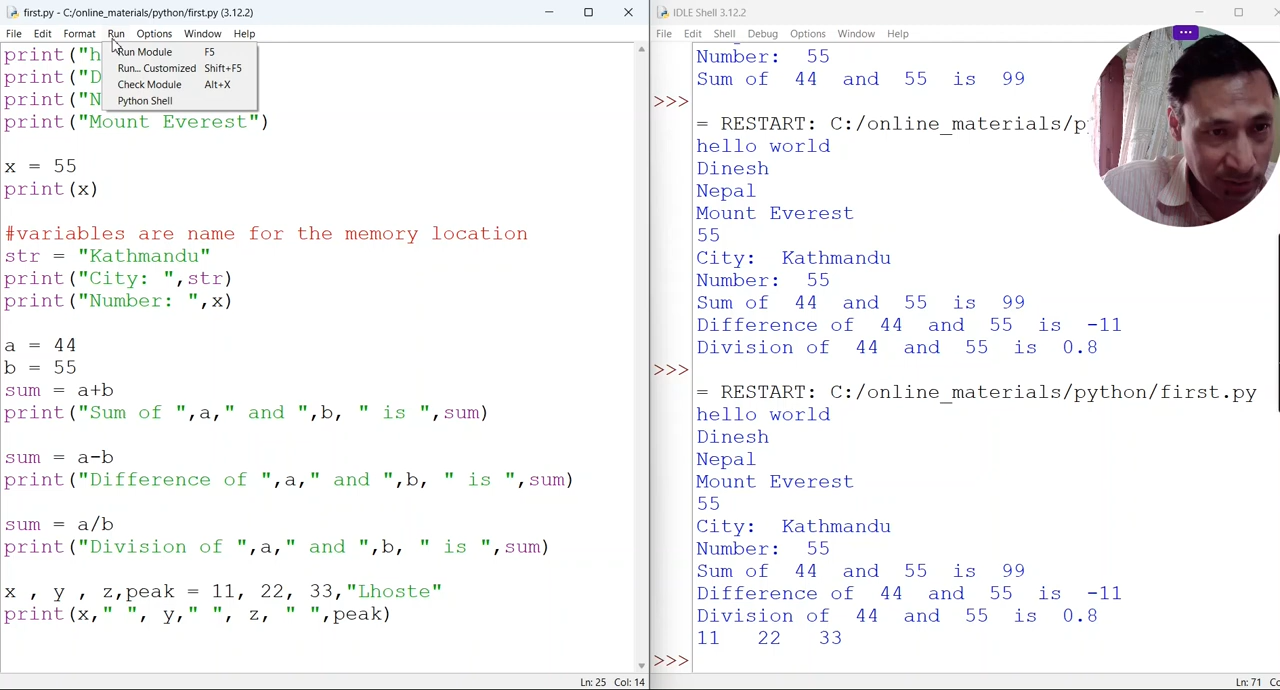 first.py - C:/online_materials/python/first.py (3.12.2)
File Edit Format Run Options Window Help
Run Module F5
Run... Customized Shift+F5
Check Module Alt+X
Python Shell
print("h
print("D
print("N
print("Mount Everest")
x = 55
print(x)
#variables are name for the memory location
str = "Kathmandu"
print("City: ",str)
print("Number: ",x)
a = 44
b = 55
sum = a+b
print("Sum of ",a," and ",b, " is ",sum)
sum = a-b
print("Difference of ",a," and ",b, " is ",sum)
sum = a/b
print("Division of ",a," and ",b, " is ",sum)
x , y , z,peak = 11, 22, 33,"Lhoste"
print(x," ", y," ", z, " ",peak)
Ln: 25 Col: 14
IDLE Shell 3.12.2
File Edit Shell Debug Options Window Help
Number:  55
Sum of  44  and  55  is  99
>>>
= RESTART: C:/online_materials/p
hello world
Dinesh
Nepal
Mount Everest
55
City:  Kathmandu
Number:  55
Sum of  44  and  55  is  99
Difference of  44  and  55  is  -11
Division of  44  and  55  is  0.8
>>>
= RESTART: C:/online_materials/python/first.py
hello world
Dinesh
Nepal
Mount Everest
55
City:  Kathmandu
Number:  55
Sum of  44  and  55  is  99
Difference of  44  and  55  is  -11
Division of  44  and  55  is  0.8
11   22   33
>>>
Ln: 71 Co